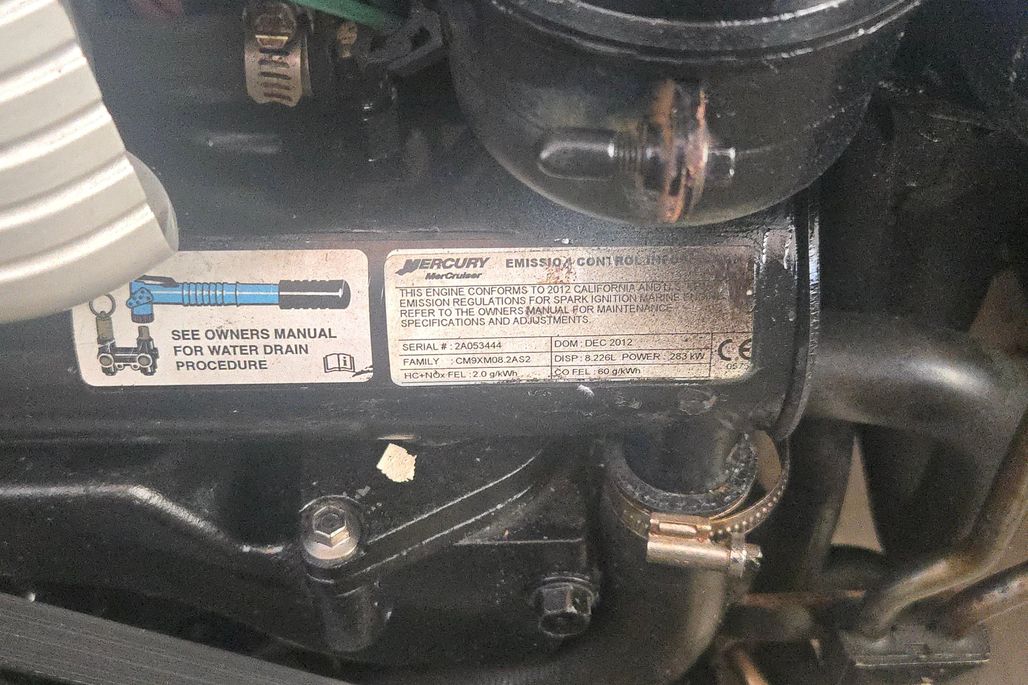 SEE OWNERS MANUAL
FOR WATER DRAIN
PROCEDURE
MERCURY
MerCruiser
EMISSION CONTROL
THIS ENGINE CONFORMS TO 2012 CALIFORNIA AND U.S.
EMISSION REGULATIONS FOR SPARK IGNITION MARINE
REFER TO THE OWNERS MANUAL FOR MAINTENANCE
SPECIFICATIONS AND ADJUSTMENTS.
SERIAL # : 2A053444
DOM : DEC 2012
FAMILY : CM9XM08.2AS2
DISP : 8.226L POWER : 283 kW
HC+NOx FEL : 2.0 g/kWh
CO FEL : 60 g/kWh
CE